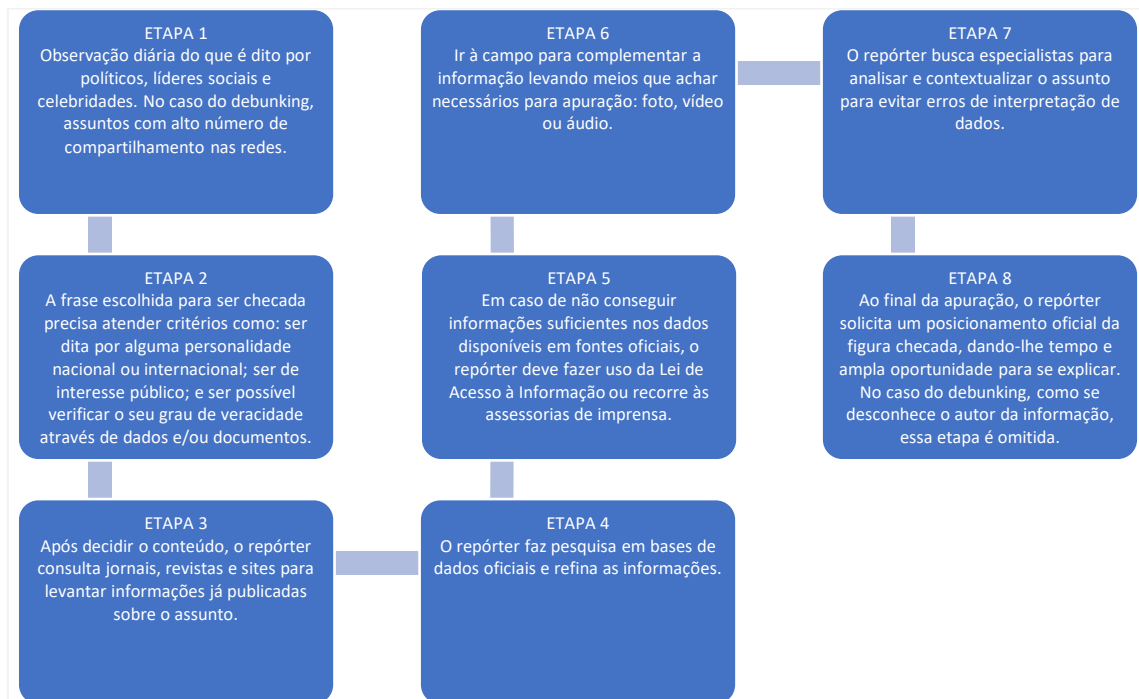 ETAPA 1
Observação diária do que é dito por
políticos, líderes sociais e
celebridades. No caso do debunking,
assuntos com alto número de
compartilhamento nas redes.
ETAPA 2
A frase escolhida para ser checada
precisa atender critérios como: ser
dita por alguma personalidade
nacional ou internacional; ser de
interesse público; e ser possível
verificar o seu grau de veracidade
através de dados e/ou documentos.
ETAPA 3
Após decidir o conteúdo, o repórter
consulta jornais, revistas e sites para
levantar informações já publicadas
sobre o assunto.
ETAPA 4
O repórter faz pesquisa em bases de
dados oficiais e refina as informações.
ETAPA 5
Em caso de não conseguir
informações suficientes nos dados
disponíveis em fontes oficiais, o
repórter deve fazer uso da Lei de
Acesso à Informação ou recorre às
assessorias de imprensa.
ETAPA 6
Ir à campo para complementar a
informação levando meios que achar
necessários para apuração: foto, vídeo
ou áudio.
ETAPA 7
O repórter busca especialistas para
analisar e contextualizar o assunto
para evitar erros de interpretação de
dados.
ETAPA 8
Ao final da apuração, o repórter
solicita um posicionamento oficial da
figura checada, dando-lhe tempo e
ampla oportunidade para se explicar.
No caso do debunking, como se
desconhece o autor da informação,
essa etapa é omitida.